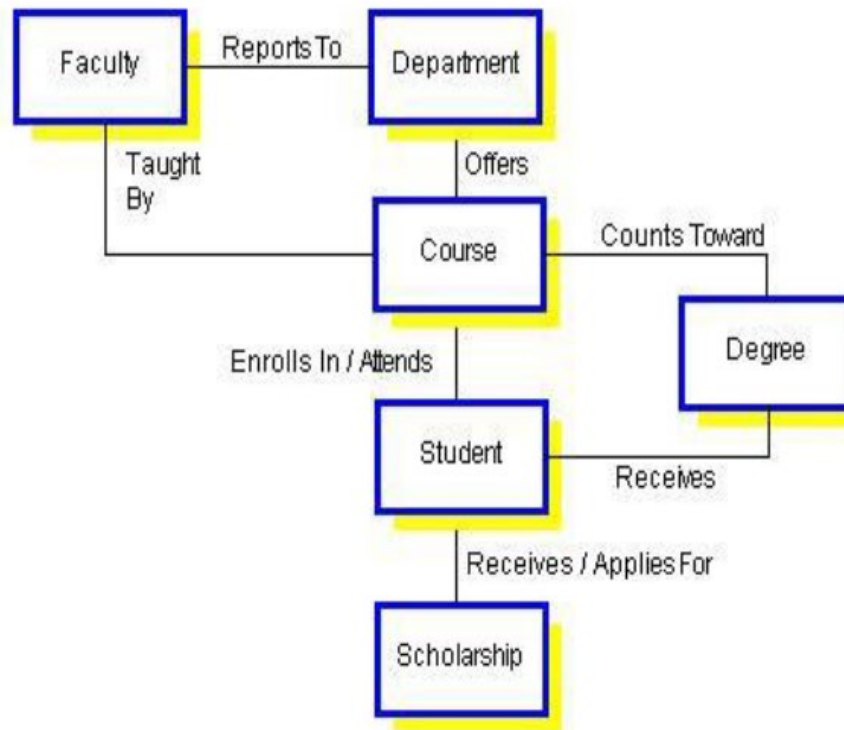 Faculty
Reports To
Department
Taught
By
Offers
Course
Counts Toward
Degree
Enrolls In / Attends
Student
Receives
Receives / Applies For
Scholarship